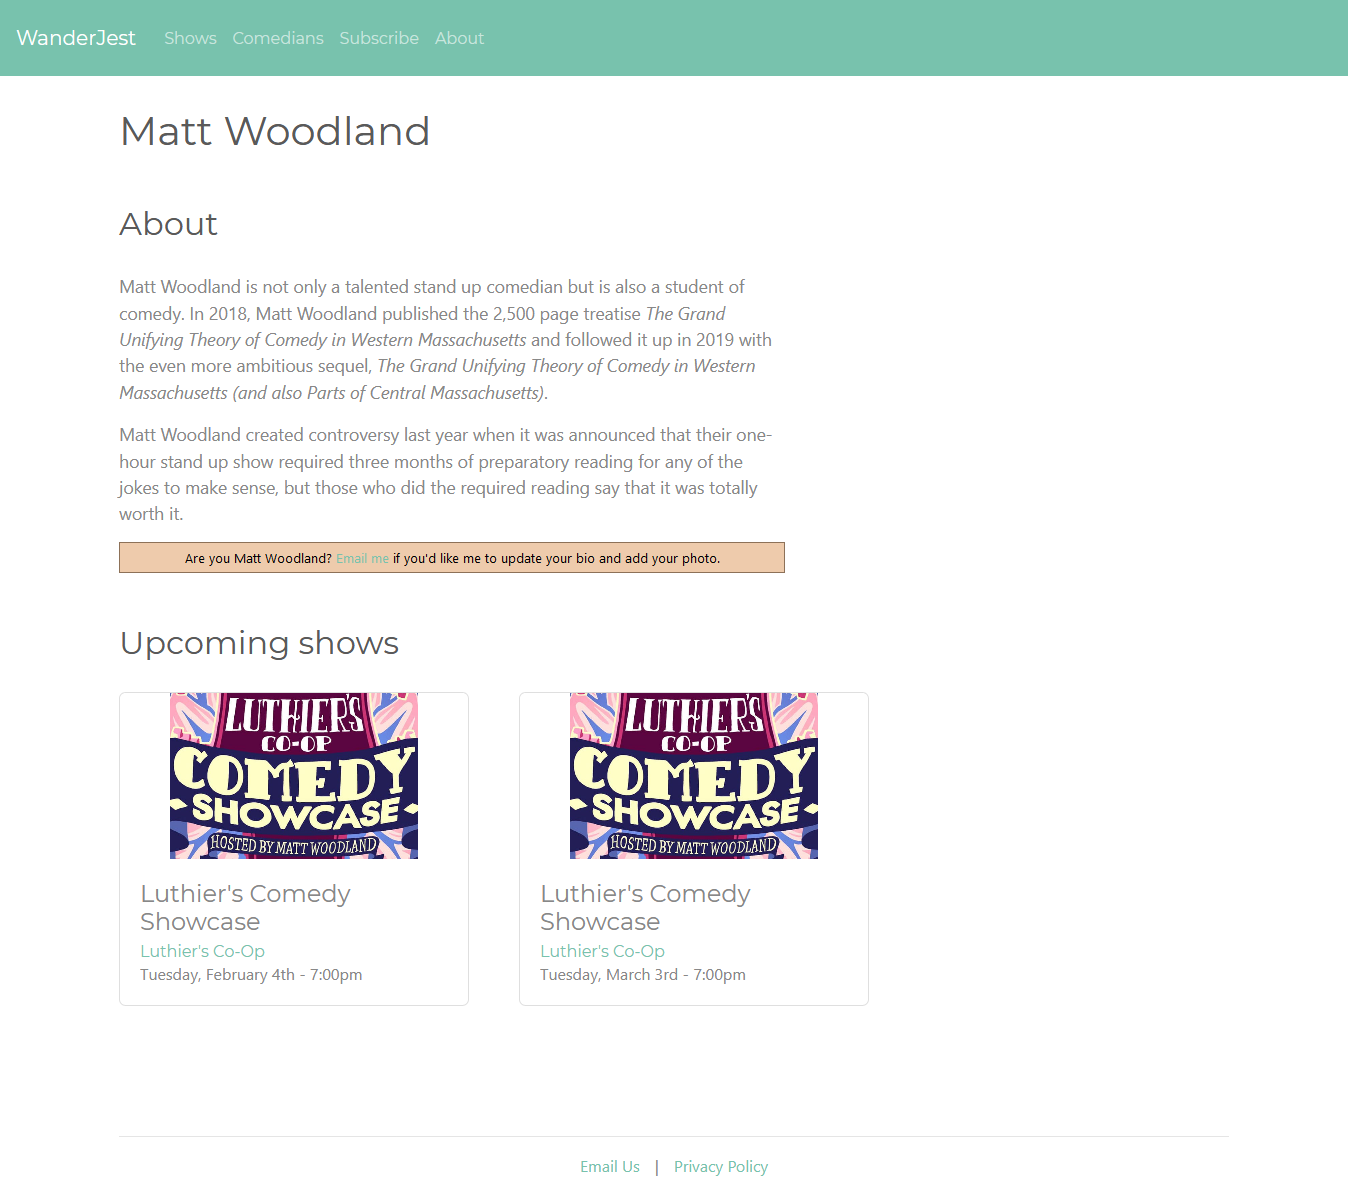 WanderJest Shows Comedians Subscribe About
Matt Woodland
About
Matt Woodland is not only a talented stand up comedian but is also a student of
comedy. In 2018, Matt Woodland published the 2,500 page treatise The Grand
Unifying Theory of Comedy in Western Massachusetts and followed it up in 2019 with
the even more ambitious sequel, The Grand Unifying Theory of Comedy in Western
Massachusetts (and also Parts of Central Massachusetts).
Matt Woodland created controversy last year when it was announced that their one-
hour stand up show required three months of preparatory reading for any of the
jokes to make sense, but those who did the required reading say that it was totally
worth it.
Are you Matt Woodland? Email me if you'd like me to update your bio and add your photo.
Upcoming shows
LUTHIER'S
CO-OP
COMEDY
SHOWCASE
HOSTED BY MATT WOODLAND
Luthier's Comedy
Showcase
Luthier's Co-Op
Tuesday, February 4th - 7:00pm
LUTHIER'S
CO-OP
COMEDY
SHOWCASE
HOSTED BY MATT WOODLAND
Luthier's Comedy
Showcase
Luthier's Co-Op
Tuesday, March 3rd - 7:00pm
Email Us | Privacy Policy